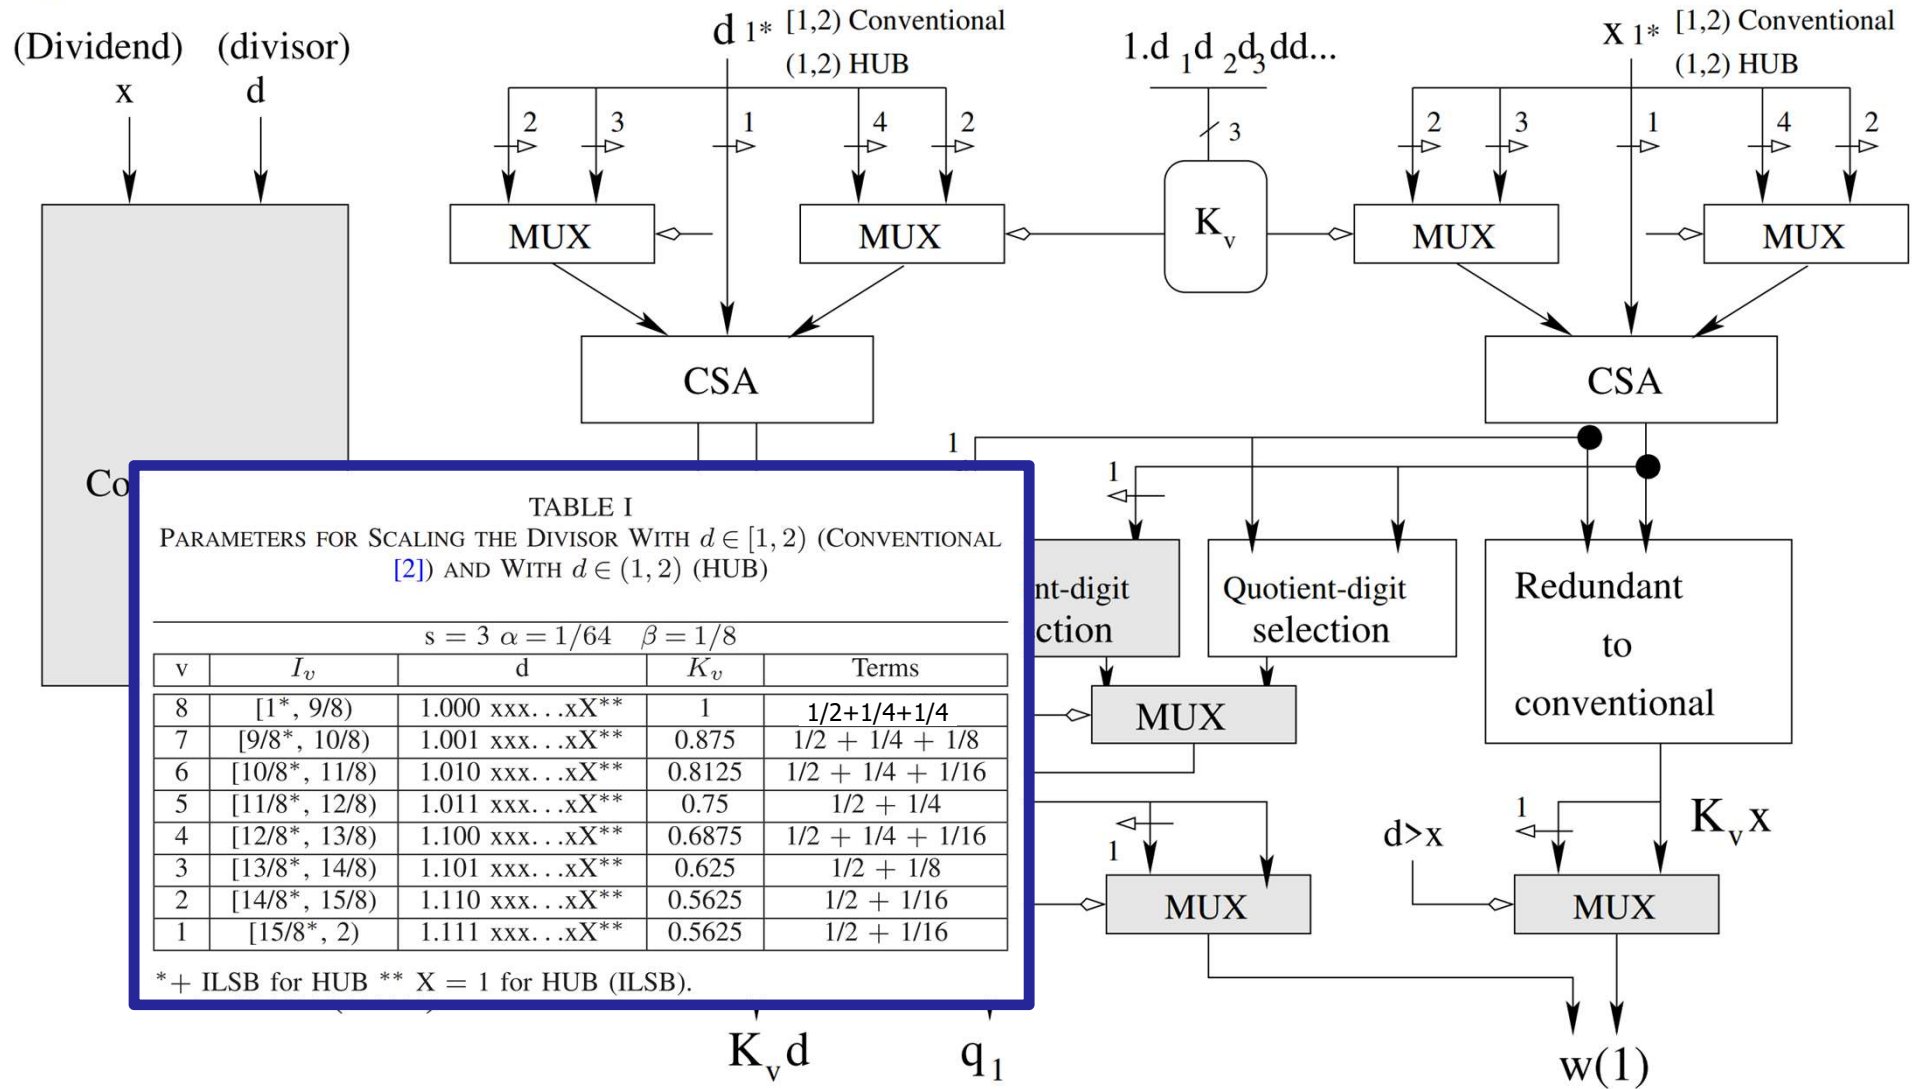 (Dividend) (divisor)
x d
d 1* [1,2) Conventional
(1,2) HUB
1.d 1 d 2 d 3 dd...
x 1* [1,2) Conventional
(1,2) HUB
2 3 1 4 2
3
2 3 1 4 2
MUX MUX
K v
MUX MUX
CSA
CSA
1
1
Co
TABLE I
PARAMETERS FOR SCALING THE DIVISOR WITH d ∈ [1, 2) (CONVENTIONAL
[2]) AND WITH d ∈ (1, 2) (HUB)
s = 3 α = 1/64 β = 1/8
v I_v d K_v Terms
8 [1*, 9/8) 1.000 xxx...xX** 1 1/2+1/4+1/4
7 [9/8*, 10/8) 1.001 xxx...xX** 0.875 1/2 + 1/4 + 1/8
6 [10/8*, 11/8) 1.010 xxx...xX** 0.8125 1/2 + 1/4 + 1/16
5 [11/8*, 12/8) 1.011 xxx...xX** 0.75 1/2 + 1/4
4 [12/8*, 13/8) 1.100 xxx...xX** 0.6875 1/2 + 1/4 + 1/16
3 [13/8*, 14/8) 1.101 xxx...xX** 0.625 1/2 + 1/8
2 [14/8*, 15/8) 1.110 xxx...xX** 0.5625 1/2 + 1/16
1 [15/8*, 2) 1.111 xxx...xX** 0.5625 1/2 + 1/16
*+ ILSB for HUB ** X = 1 for HUB (ILSB).
nt-digit
ction
Quotient-digit
selection
Redundant
to
conventional
MUX
1
1
d>x
1
K v x
MUX
MUX
K v d
q 1
w(1)